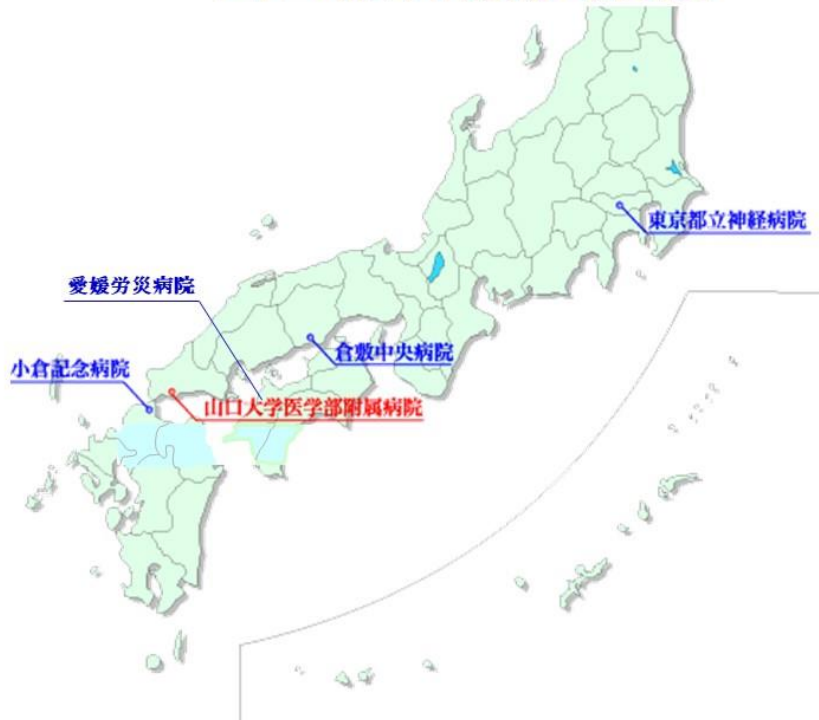 東京都立神経病院
愛媛労災病院
倉敷中央病院
小倉記念病院
山口大学医学部附属病院